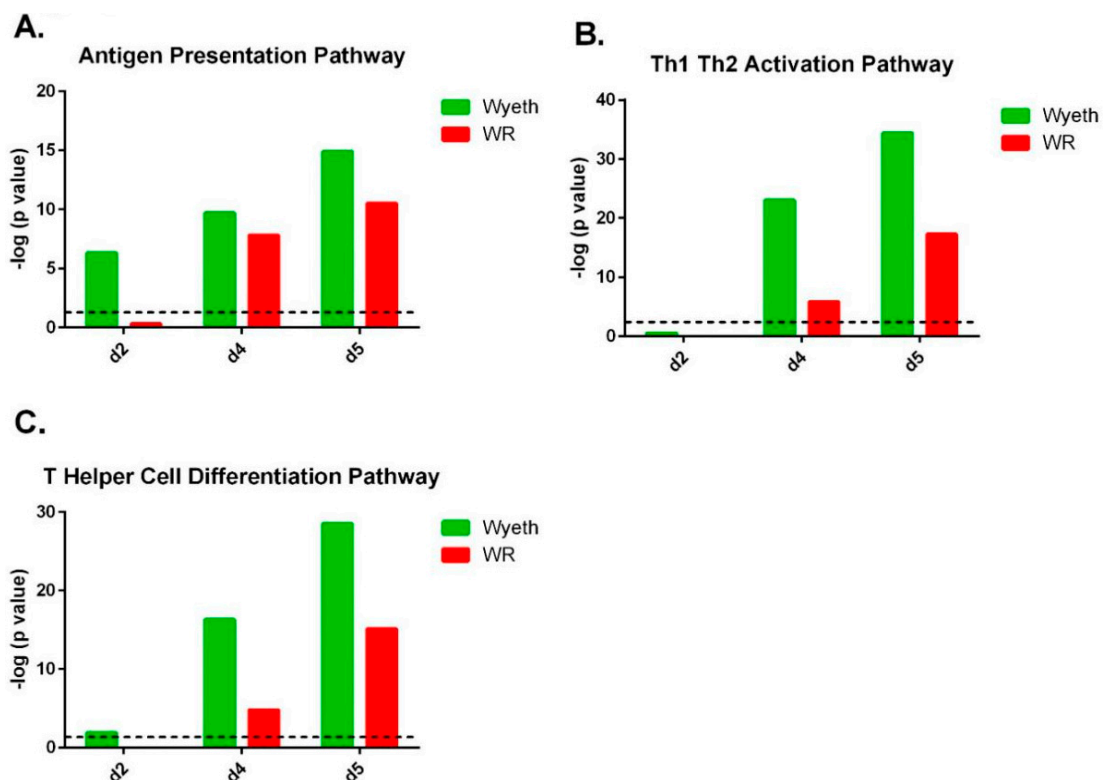 A.
Antigen Presentation Pathway
20
15
10
5
0
-log (p value)
d2
d4
d5
Wyeth
WR
B.
Th1 Th2 Activation Pathway
40
30
20
10
0
-log (p value)
d2
d4
d5
Wyeth
WR
C.
T Helper Cell Differentiation Pathway
30
20
10
0
-log (p value)
d2
d4
d5
Wyeth
WR